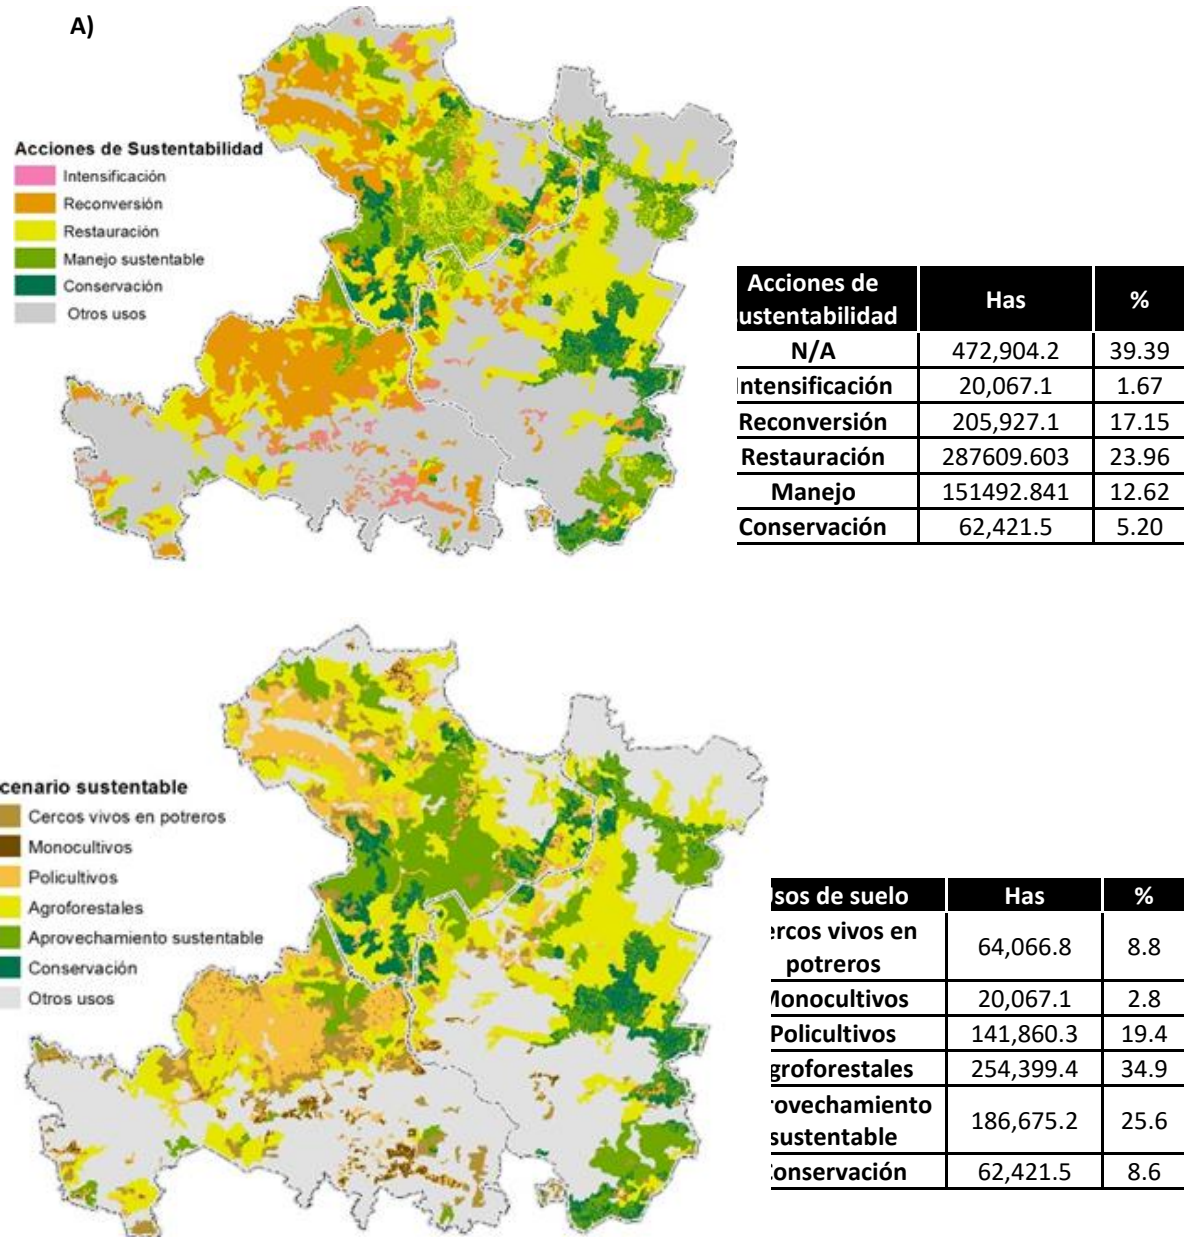 A)
Acciones de Sustentabilidad
Intensificación
Reconversión
Restauración
Manejo sustentable
Conservación
Otros usos
Acciones de Has %
ustentabilidad
N/A 472,904.2 39.39
ntensificación 20,067.1 1.67
Reconversión 205,927.1 17.15
Restauración 287609.603 23.96
Manejo 151492.841 12.62
Conservación 62,421.5 5.20
cenario sustentable
Cercos vivos en potreros
Monocultivos
Policultivos
Agroforestales
Aprovechamiento sustentable
Conservación
Otros usos
sos de suelo Has %
ercos vivos en
potreros 64,066.8 8.8
Monocultivos 20,067.1 2.8
Policultivos 141,860.3 19.4
groforestales 254,399.4 34.9
rovechamiento
sustentable 186,675.2 25.6
onservación 62,421.5 8.6